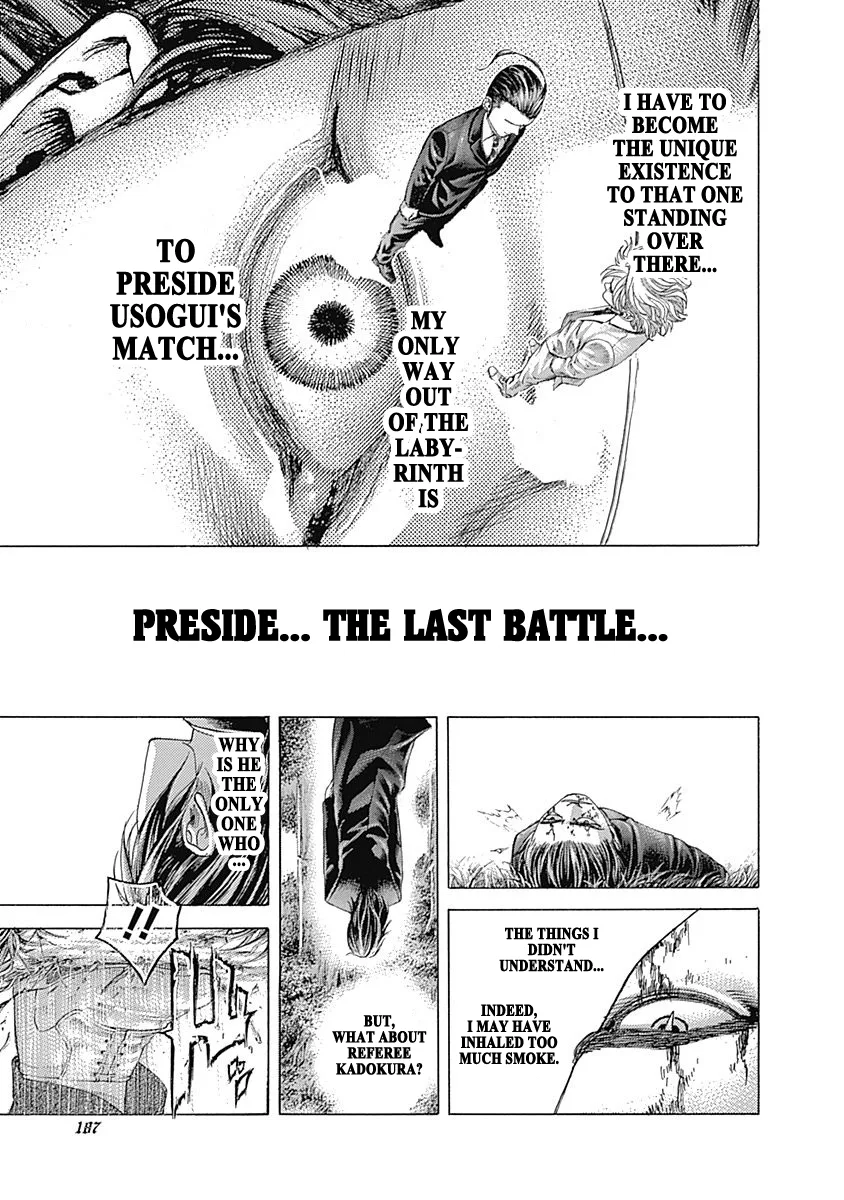 I HAVE TO
BECOME
THE UNIQUE
EXISTENCE
TO THAT ONE
STANDING
OVER
THERE...
MY
ONLY
WAY
OUT
OF THE
LABY-
RINTH
IS
TO
PRESIDE
USOGUI'S
MATCH...
PRESIDE... THE LAST BATTLE...
THE THINGS I
DIDN'T
UNDERSTAND...
INDEED,
I MAY HAVE
INHALED TOO
MUCH SMOKE.
BUT,
WHAT ABOUT
REFEREE
KADOKURA?
WHY
IS HE
THE
ONLY
ONE
WHO
...
!!
187